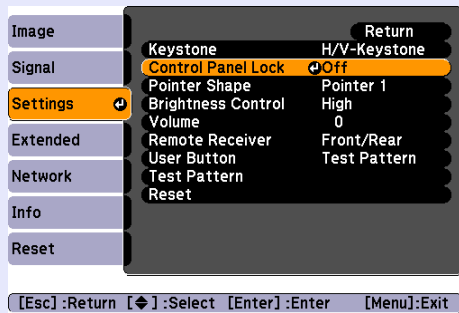 Image
Signal
Settings
Extended
Network
Info
Reset
Return
Keystone H/V-Keystone
Control Panel Lock Off
Pointer Shape Pointer 1
Brightness Control High
Volume 0
Remote Receiver Front/Rear
User Button Test Pattern
Test Pattern
Reset
[Esc] :Return [◆] :Select [Enter] :Enter [Menu]:Exit